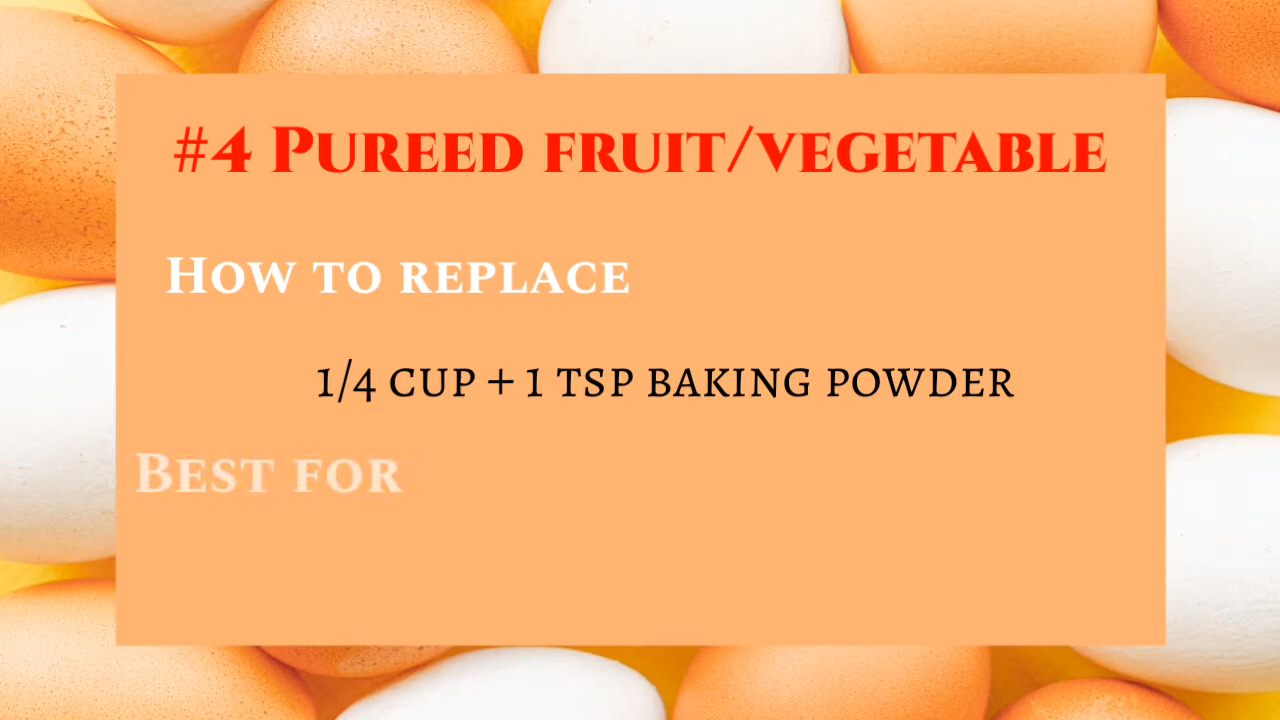 #4 Pureed fruit/vegetable
How to replace
1/4 cup + 1 tsp baking powder
Best for